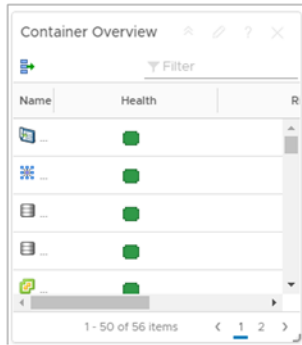 Container Overview ?
Filter
Name Health R
...
...
...
...
...
1 - 50 of 56 items 1 2